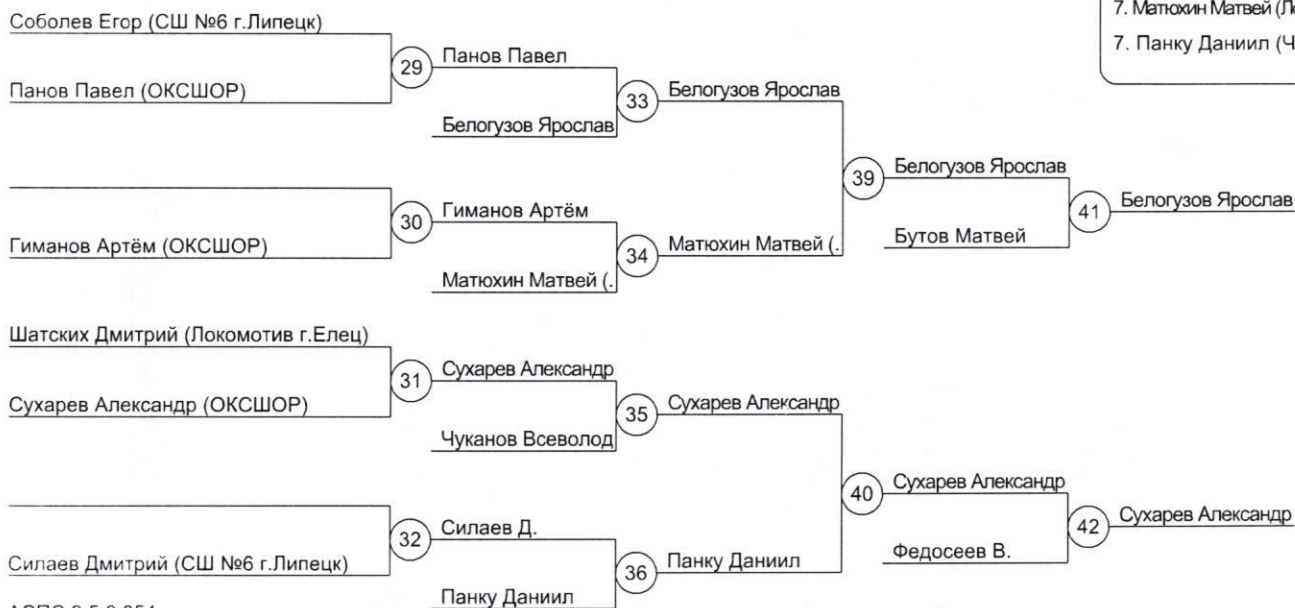 7. Матюхин Матвей (Л
7. Панку Даниил (Ч
Соболев Егор (СШ №6 г.Липецк)
29
Панов Павел
Панов Павел (ОКСШОР)
33
Белогузов Ярослав
Белогузов Ярослав
39
Белогузов Ярослав
41
Белогузов Ярослав
30
Гиманов Артём
Гиманов Артём (ОКСШОР)
34
Матюхин Матвей (.
Бутов Матвей
Матюхин Матвей (.
Шатских Дмитрий (Локомотив г.Елец)
31
Сухарев Александр
Сухарев Александр (ОКСШОР)
35
Сухарев Александр
Чуканов Всеволод
40
Сухарев Александр
42
Сухарев Александр
32
Силаев Д.
Федосеев В.
Силаев Дмитрий (СШ №6 г.Липецк)
36
Панку Даниил
Панку Даниил